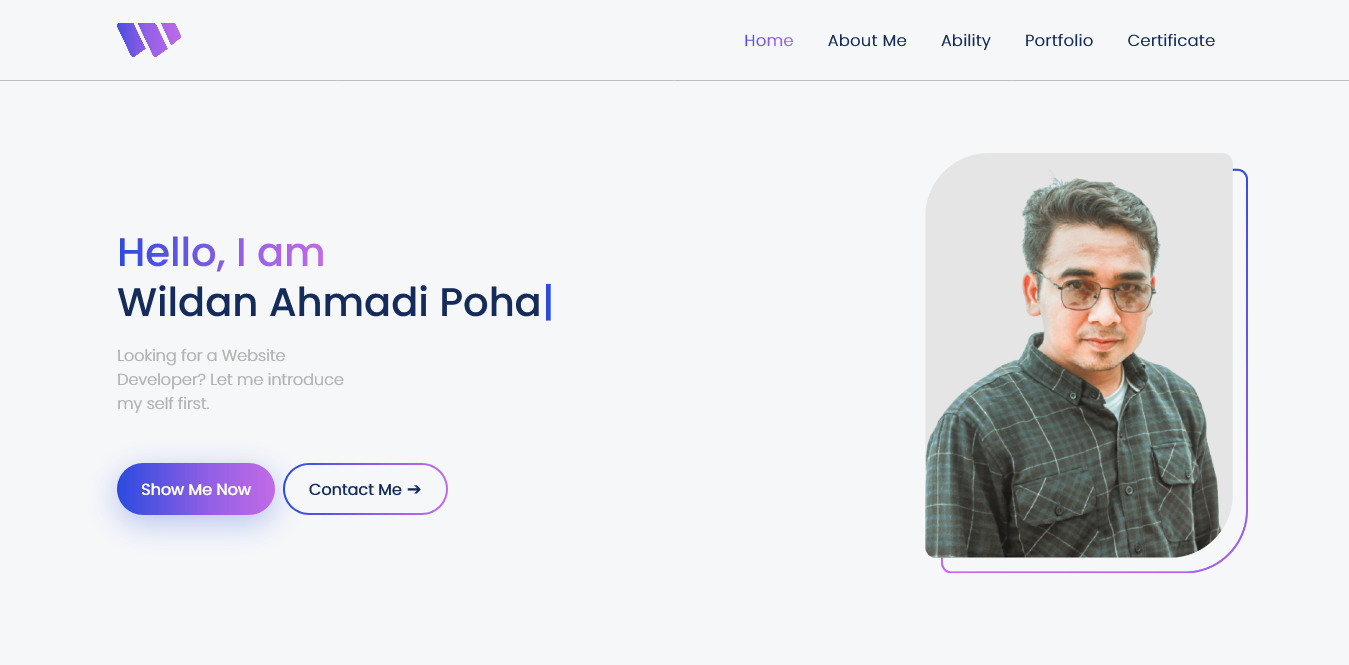 Home About Me Ability Portfolio Certificate
Hello, I am
Wildan Ahmadi Poha
Looking for a Website
Developer? Let me introduce
my self first.
Show Me Now Contact Me ➔